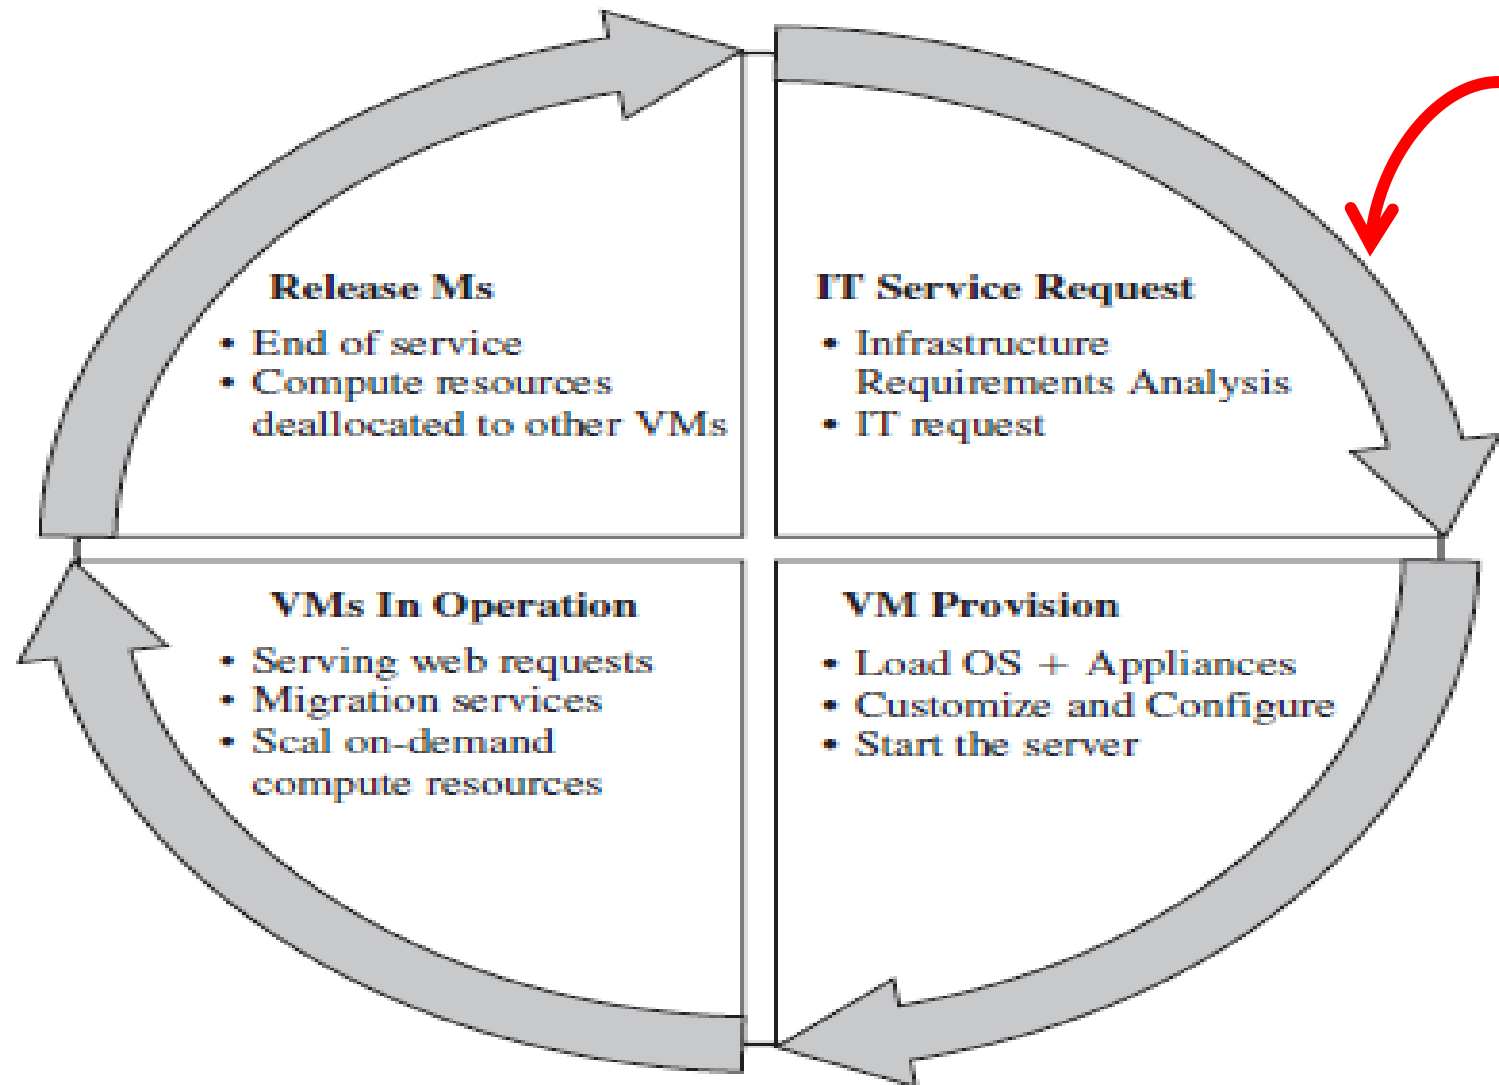 Release Ms
• End of service
• Compute resources
deallocated to other VMs
IT Service Request
• Infrastructure
Requirements Analysis
• IT request
VMs In Operation
• Serving web requests
• Migration services
• Scal on-demand
compute resources
VM Provision
• Load OS + Appliances
• Customize and Configure
• Start the server